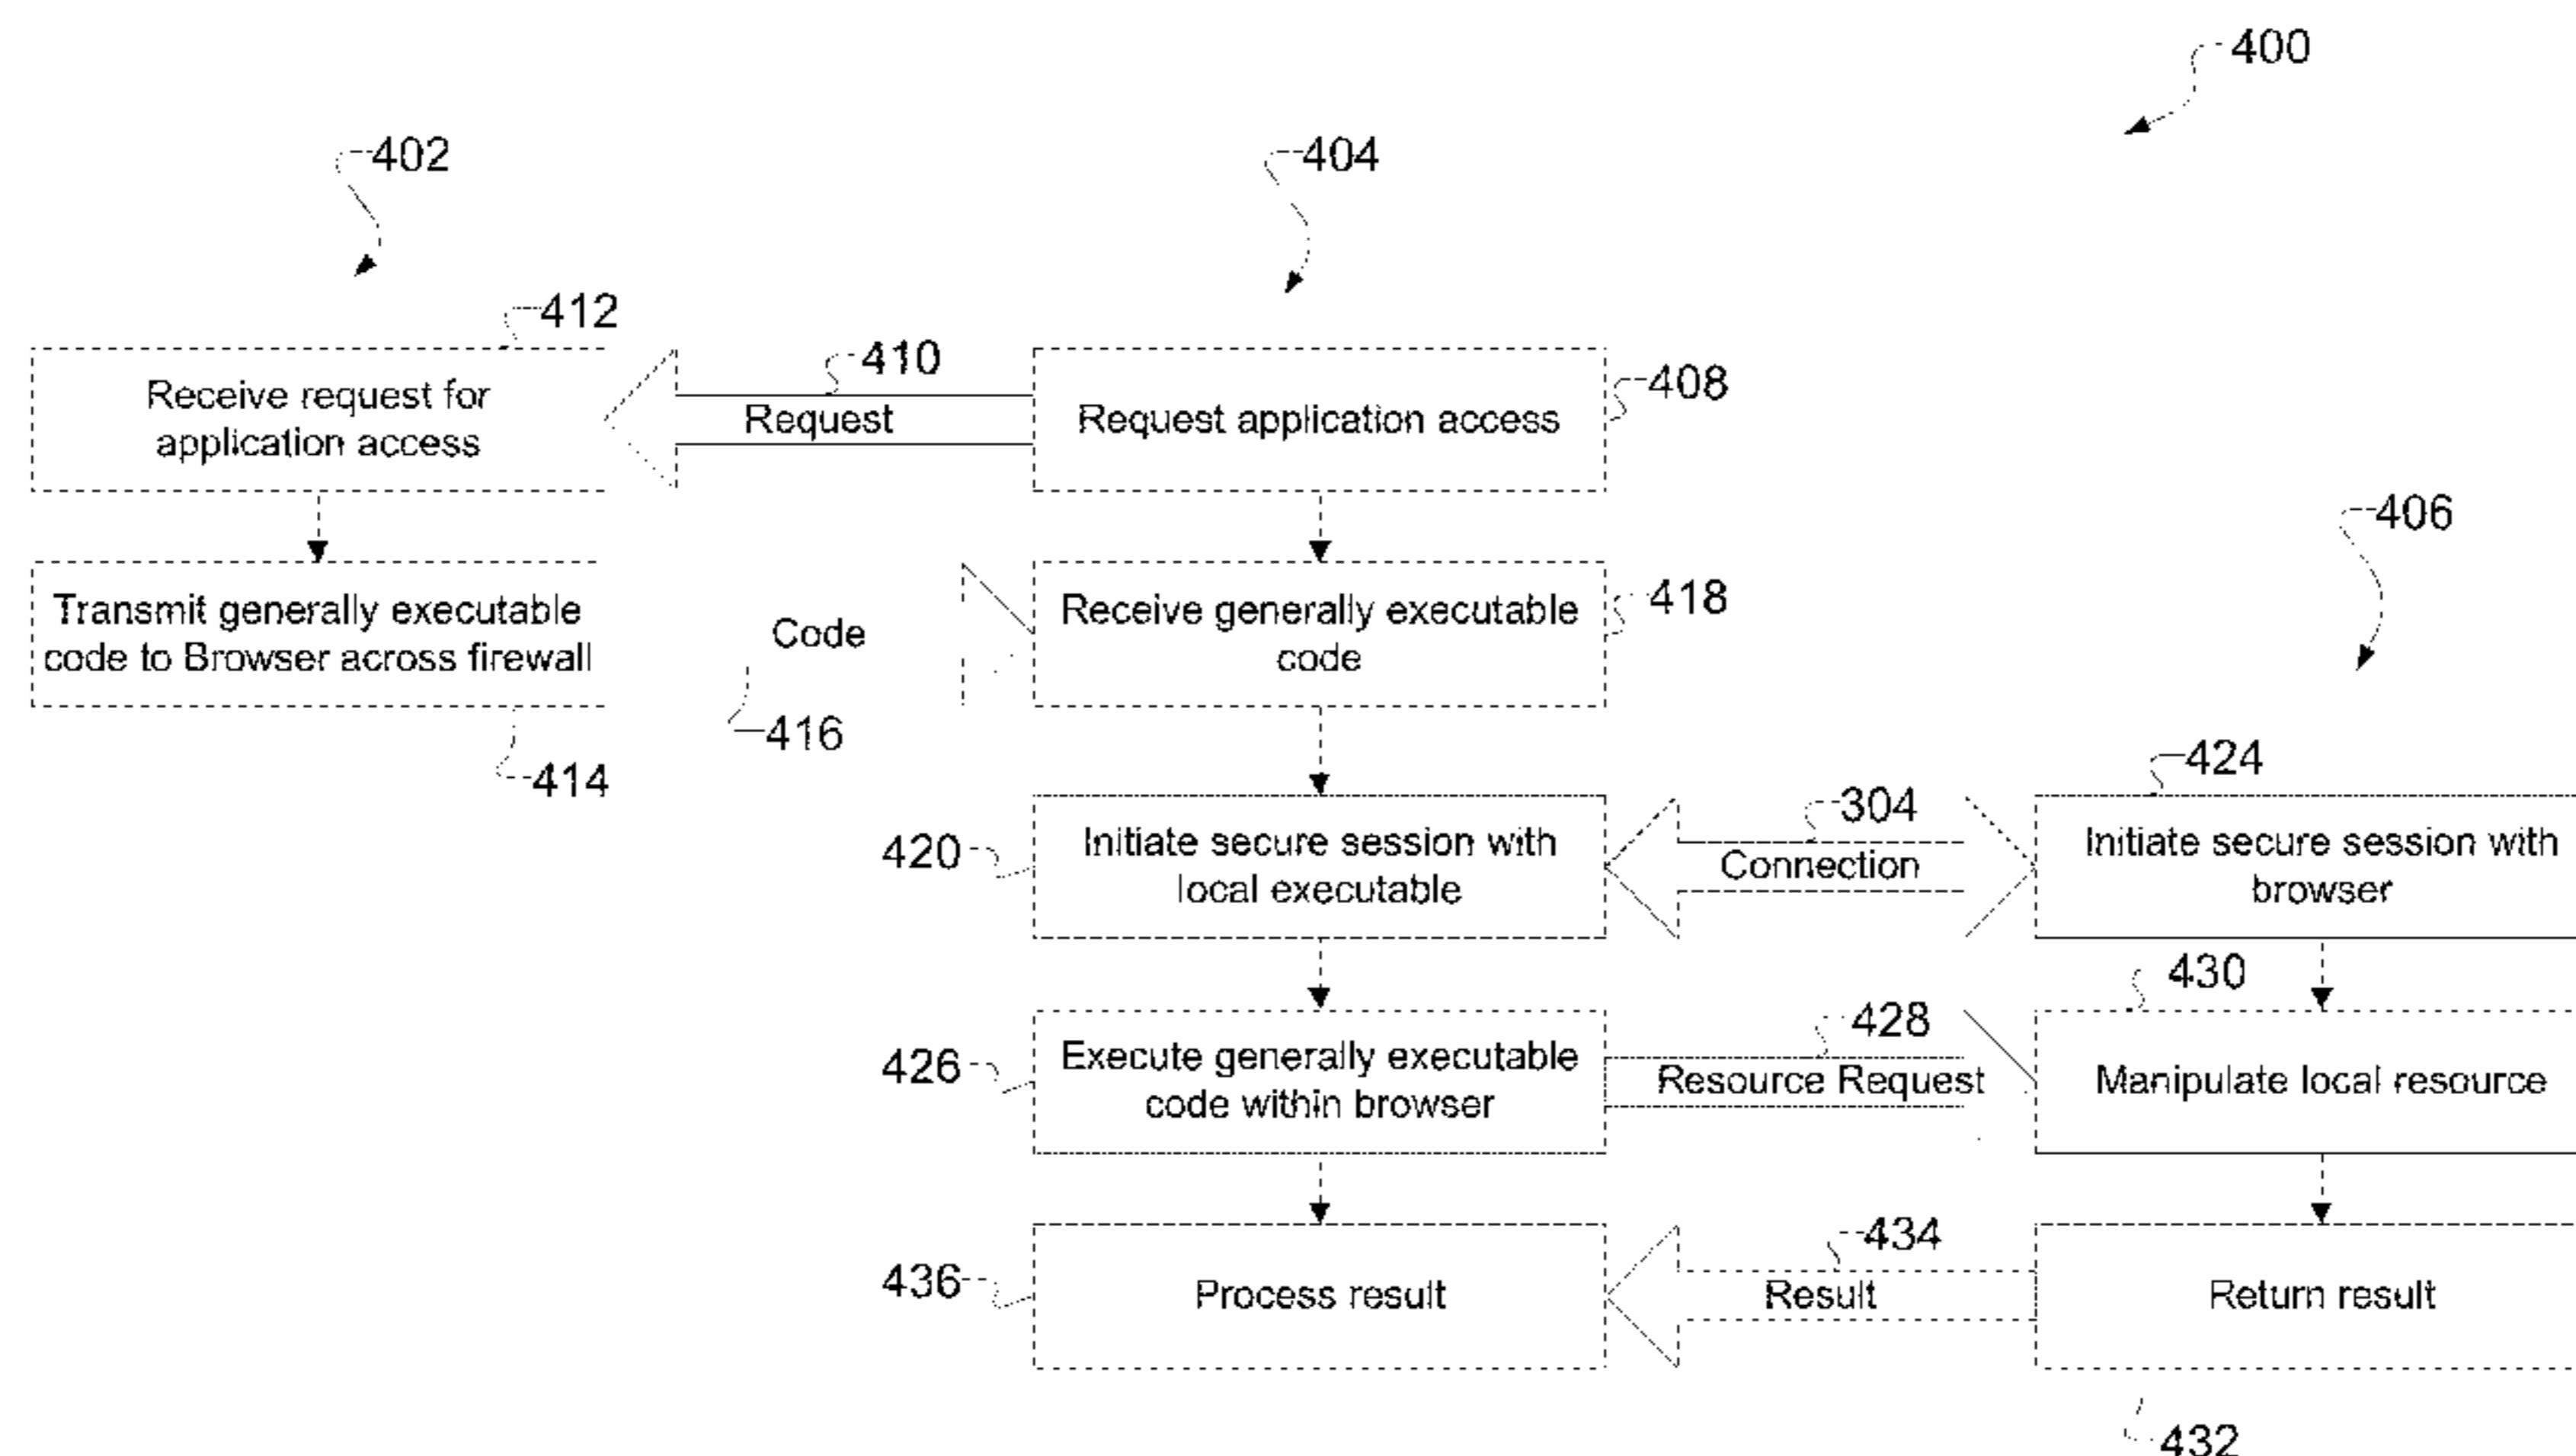 400
402
404
412
410
408
Receive request for
application access
Request
Request application access
406
418
Transmit generally executable
code to Browser across firewall
Code
Receive generally executable
code
416
414
424
304
420
Initiate secure session with
local executable
Connection
Initiate secure session with
browser
430
428
426
Execute generally executable
code within browser
Resource Request
Manipulate local resource
434
436
Process result
Result
Return result
432